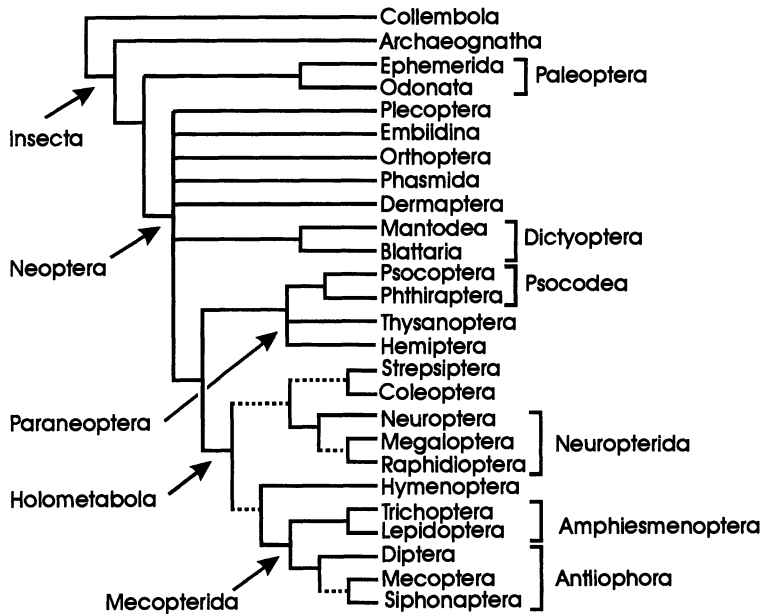 Collembola
Archaeognatha
Ephemerida
Odonata
Paleoptera
Insecta
Plecoptera
Embildina
Orthoptera
Phasmida
Dermaptera
Mantodea
Blattaria
Dictyoptera
Neoptera
Psocoptera
Phthiraptera
Psocodea
Thysanoptera
Hemiptera
Paraneoptera
Strepsiptera
Coleoptera
Neuroptera
Megaloptera
Raphidioptera
Neuropterida
Holometabola
Hymenoptera
Trichoptera
Lepidoptera
Amphiesmenoptera
Diptera
Mecoptera
Siphonaptera
Antliophora
Mecopterida